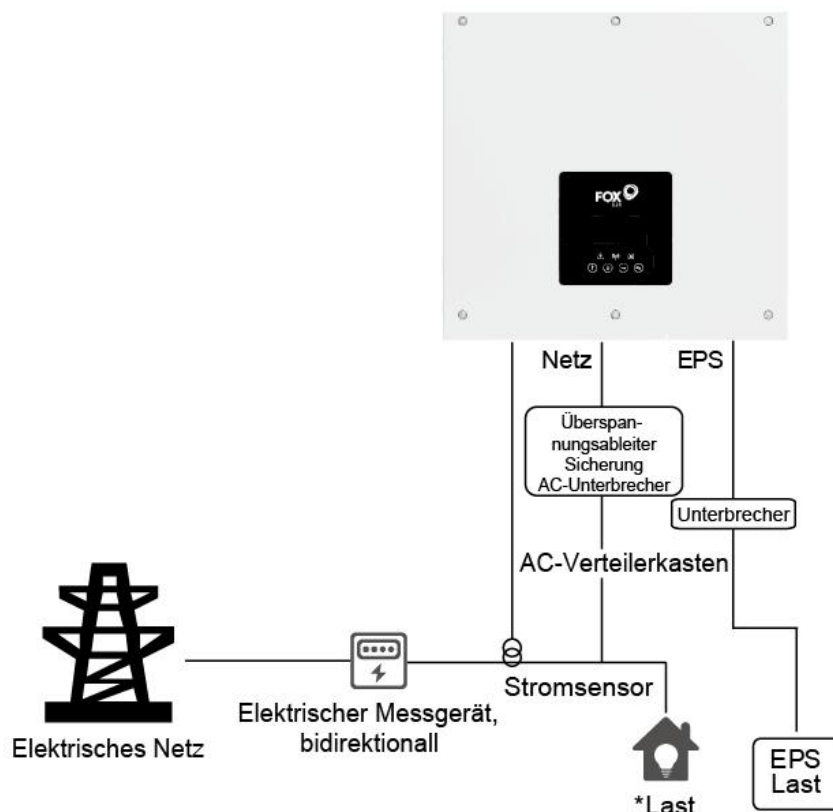 FOX
ESS
Netz
EPS
Überspan-
nungsableiter
Sicherung
AC-Unterbrecher
Unterbrecher
AC-Verteilerkasten
Stromsensor
Elektrischer Messgerät,
bidirektionall
Elektrisches Netz
*Last
EPS
Last